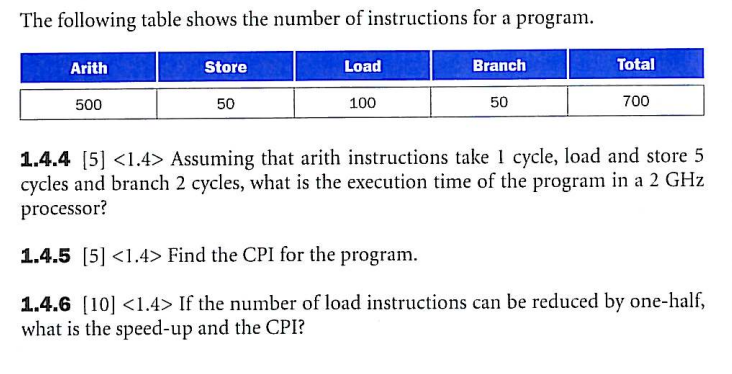 The following table shows the number of instructions for a program.
Arith Store Load Branch Total
500 50 100 50 700
1.4.4 [5] <1.4> Assuming that arith instructions take 1 cycle, load and store 5
cycles and branch 2 cycles, what is the execution time of the program in a 2 GHz
processor?
1.4.5 [5] <1.4> Find the CPI for the program.
1.4.6 [10] <1.4> If the number of load instructions can be reduced by one-half,
what is the speed-up and the CPI?